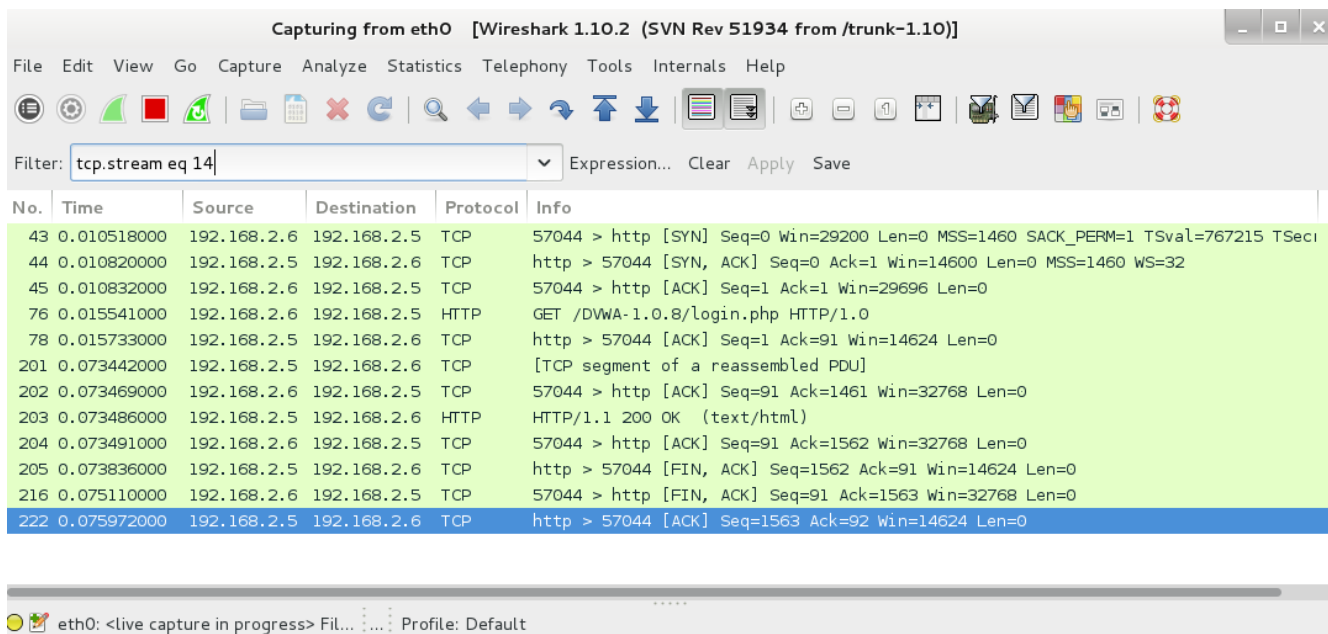 Capturing from eth0 [Wireshark 1.10.2 (SVN Rev 51934 from /trunk-1.10)]
File Edit View Go Capture Analyze Statistics Telephony Tools Internals Help
Filter: tcp.stream eq 14 Expression... Clear Apply Save
No. Time Source Destination Protocol Info
43 0.010518000 192.168.2.6 192.168.2.5 TCP 57044 > http [SYN] Seq=0 Win=29200 Len=0 MSS=1460 SACK_PERM=1 TSval=767215 TSecr
44 0.010820000 192.168.2.5 192.168.2.6 TCP http > 57044 [SYN, ACK] Seq=0 Ack=1 Win=14600 Len=0 MSS=1460 WS=32
45 0.010832000 192.168.2.6 192.168.2.5 TCP 57044 > http [ACK] Seq=1 Ack=1 Win=29696 Len=0
76 0.015541000 192.168.2.6 192.168.2.5 HTTP GET /DVWA-1.0.8/login.php HTTP/1.0
78 0.015733000 192.168.2.5 192.168.2.6 TCP http > 57044 [ACK] Seq=1 Ack=91 Win=14624 Len=0
201 0.073442000 192.168.2.5 192.168.2.6 TCP [TCP segment of a reassembled PDU]
202 0.073469000 192.168.2.6 192.168.2.5 TCP 57044 > http [ACK] Seq=91 Ack=1461 Win=32768 Len=0
203 0.073486000 192.168.2.5 192.168.2.6 HTTP HTTP/1.1 200 OK (text/html)
204 0.073491000 192.168.2.6 192.168.2.5 TCP 57044 > http [ACK] Seq=91 Ack=1562 Win=32768 Len=0
205 0.073836000 192.168.2.5 192.168.2.6 TCP http > 57044 [FIN, ACK] Seq=1562 Ack=91 Win=14624 Len=0
216 0.075110000 192.168.2.6 192.168.2.5 TCP 57044 > http [FIN, ACK] Seq=91 Ack=1563 Win=32768 Len=0
222 0.075972000 192.168.2.5 192.168.2.6 TCP http > 57044 [ACK] Seq=1563 Ack=92 Win=14624 Len=0
eth0: <live capture in progress> Fil... ... Profile: Default